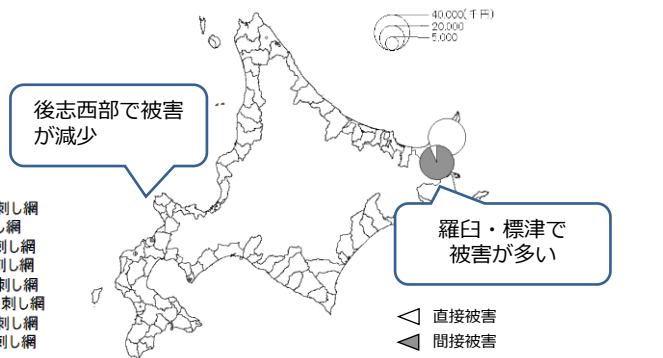 40,000(千円)
20,000
5,000
後志西部で被害
が減少
刺し網
し網
刺し網
刺し網
刺し網
刺し網
刺し網
刺し網
羅臼・標津で
被害が多い
直接被害
間接被害